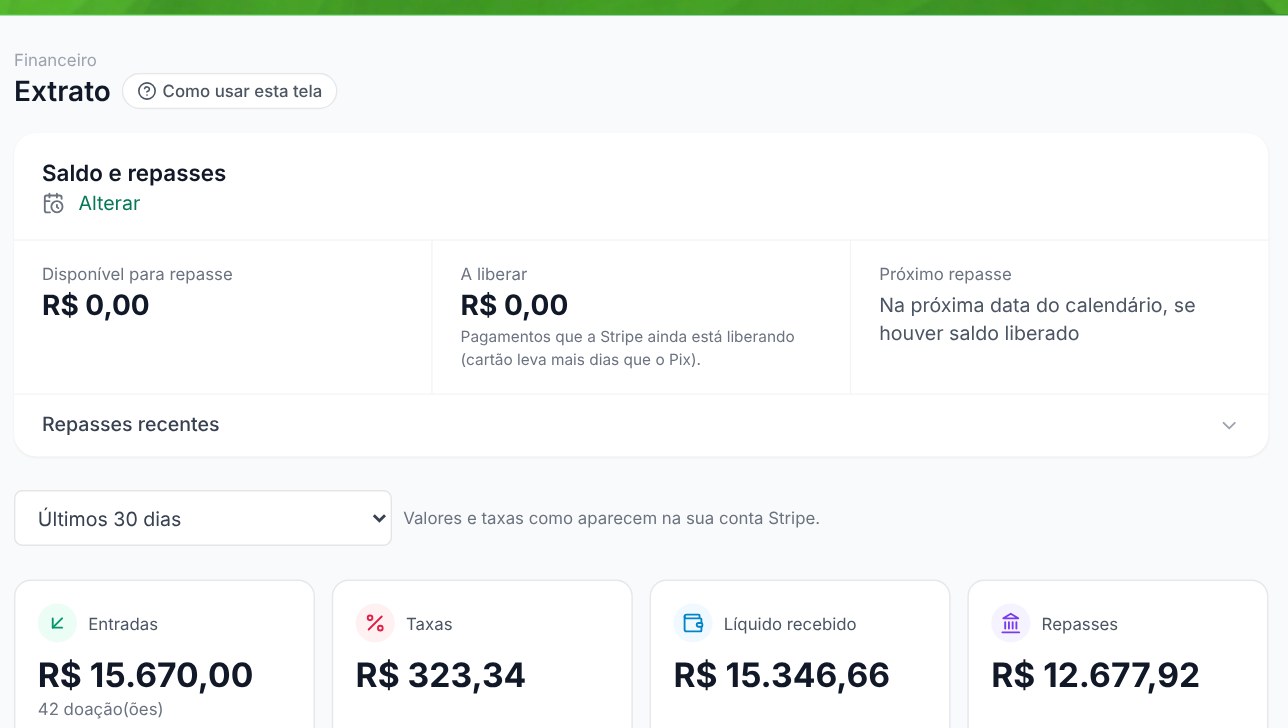 Financeiro
Extrato
Como usar esta tela
Saldo e repasses
Alterar
Disponível para repasse
R$ 0,00
A liberar
R$ 0,00
Pagamentos que a Stripe ainda está liberando
(cartão leva mais dias que o Pix).
Próximo repasse
Na próxima data do calendário, se
houver saldo liberado
Repasses recentes
Últimos 30 dias
Valores e taxas como aparecem na sua conta Stripe.
Entradas
R$ 15.670,00
42 doação(ões)
Taxas
R$ 323,34
Líquido recebido
R$ 15.346,66
Repasses
R$ 12.677,92